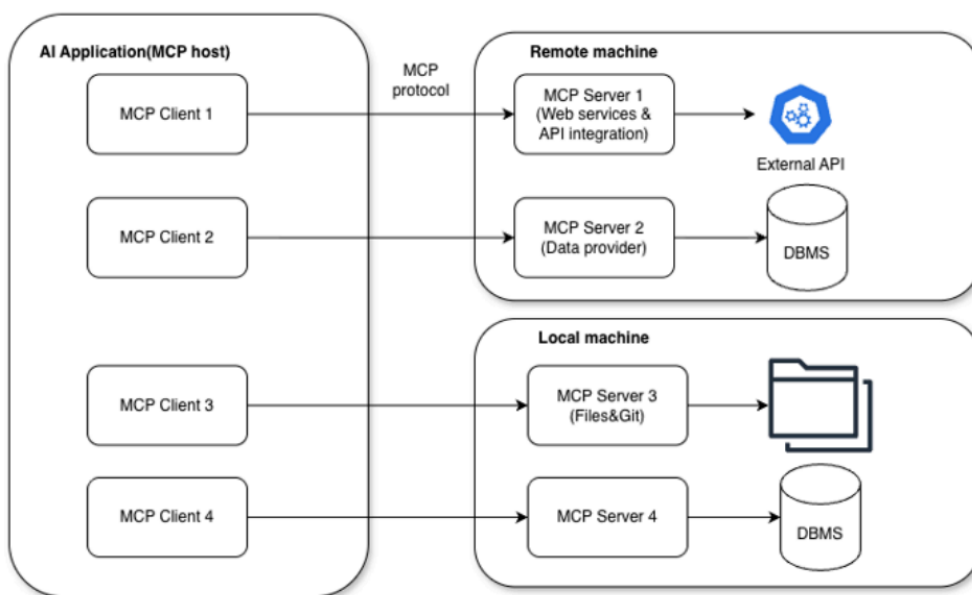 AI Application(MCP host)
MCP Client 1
MCP Client 2
MCP Client 3
MCP Client 4
MCP
protocol
Remote machine
MCP Server 1
(Web services &
API integration)
External API
MCP Server 2
(Data provider)
DBMS
Local machine
MCP Server 3
(Files&Git)
MCP Server 4
DBMS